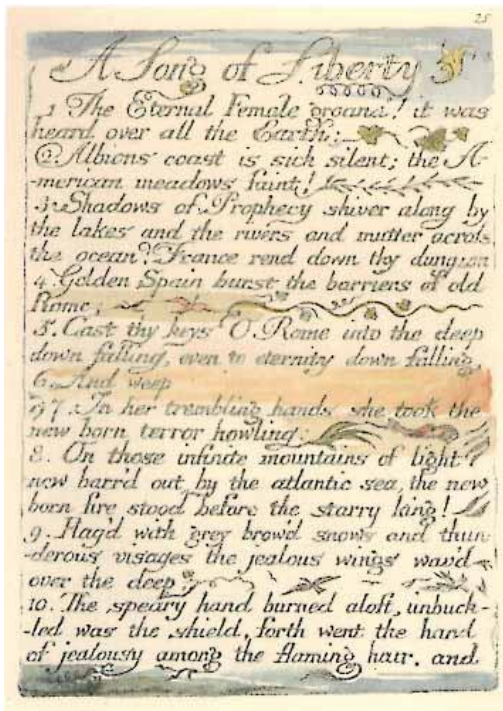 25
A Song of Liberty
1 The Eternal Female groand! it was
heard over all the Earth:
2. Albions coast is sick silent; the A-
-merican meadows faint!
3. Shadows of Prophecy shiver along by
the lakes and the rivers and mutter across
the ocean? France rend down thy dungeon
4. Golden Spain burst the barriers of old
Rome;
5. Cast thy keys O Rome into the deep
down falling, even to eternity down falling,
6. And weep
7. In her trembling hands she took the
new born terror howling:
8. On those infinite mountains of light
now barr'd out by the atlantic sea, the new
born fire stood before the starry king!
9. Flag'd with grey brow'd snows and thun-
-derous visages the jealous wings wav'd
over the deep
10. The speary hand burned aloft, unbuck-
-led was the shield, forth went the hand
of jealousy among the flaming hair, and